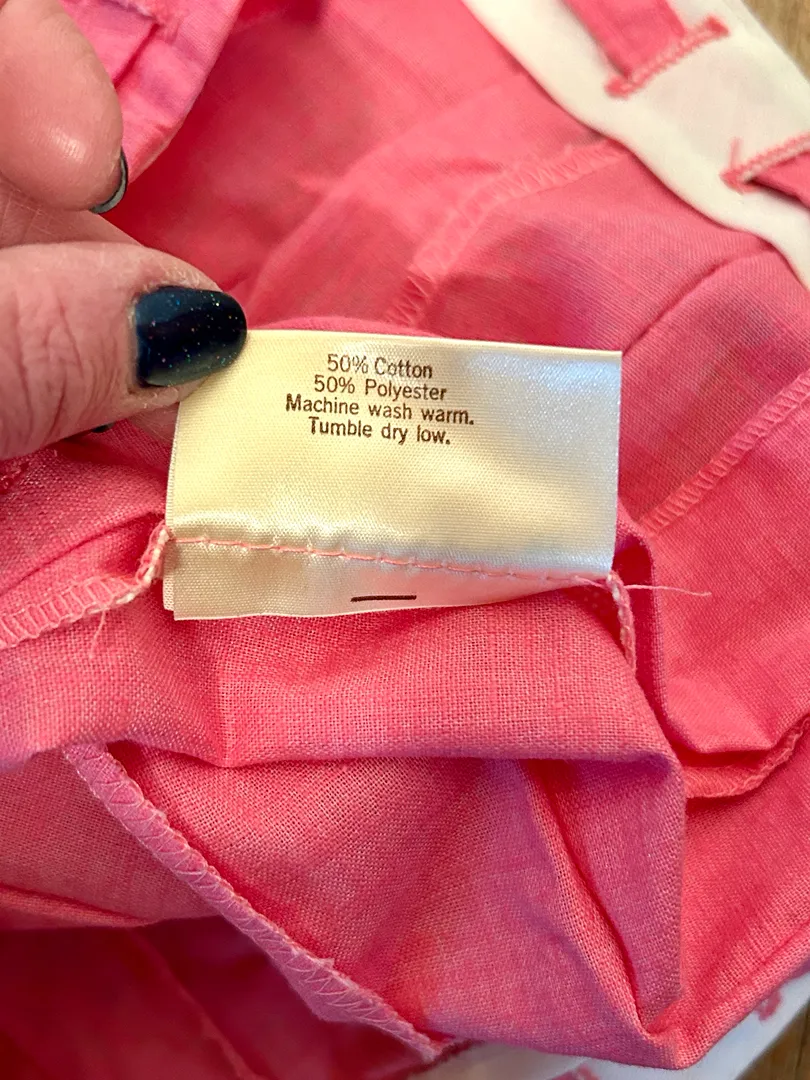 50% Cotton
50% Polyester
Machine wash warm.
Tumble dry low.